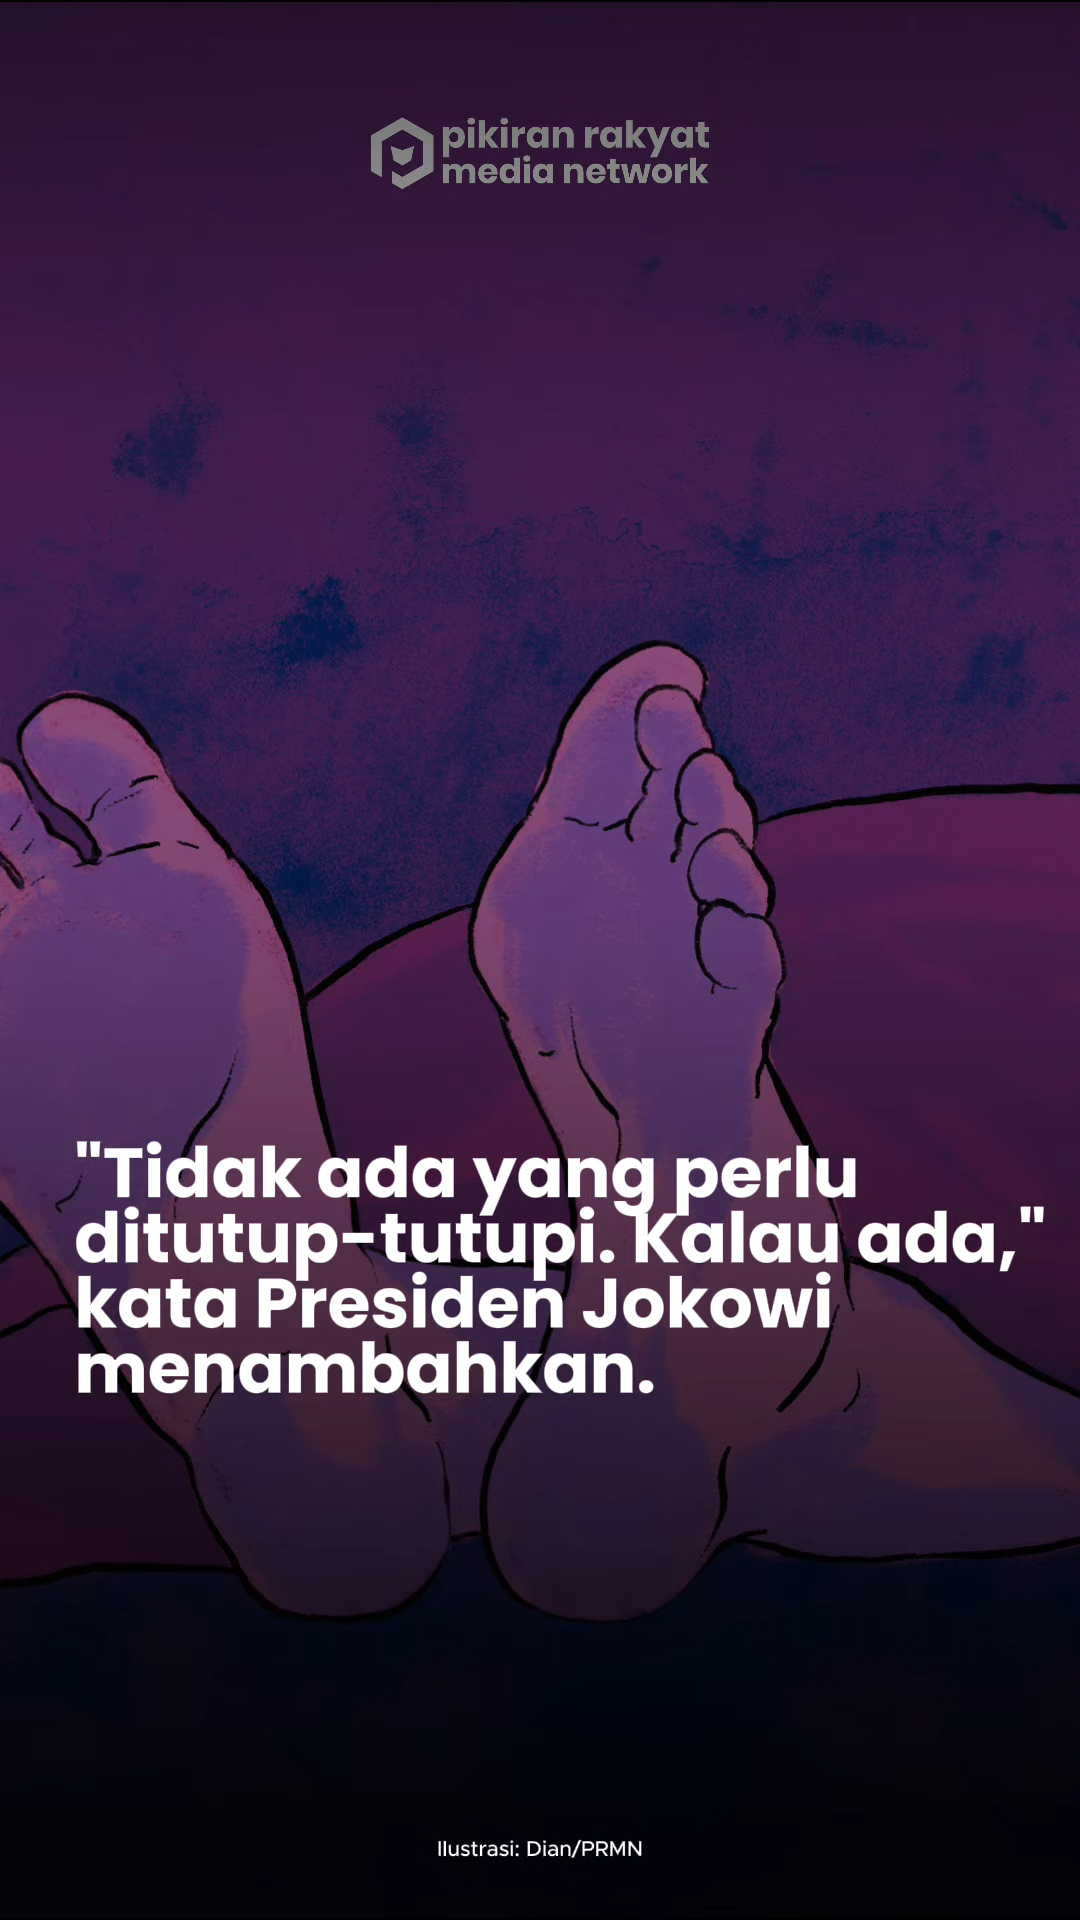 pikiran rakyat
media network
"Tidak ada yang perlu
ditutup-tutupi. Kalau ada,"
kata Presiden Jokowi
menambahkan.
Ilustrasi: Dian/PRMN